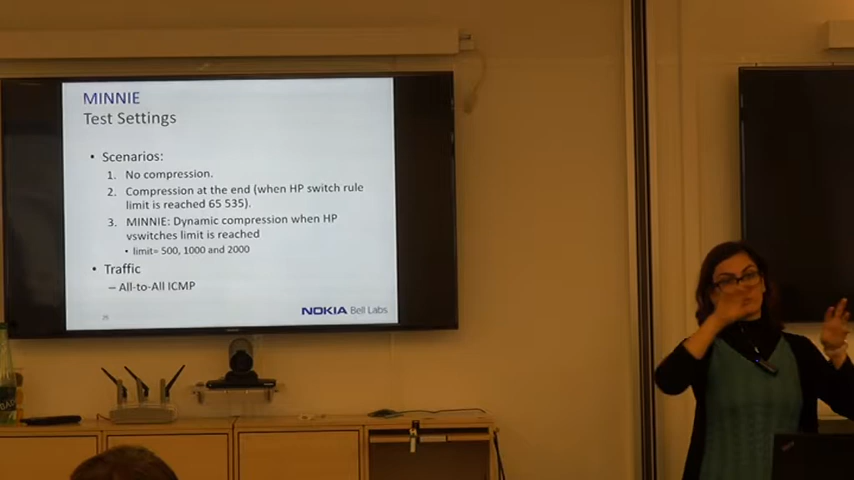 MINNIE
Test Settings
• Scenarios:
1. No compression.
2. Compression at the end (when HP switch rule
limit is reached 65 535).
3. MINNIE: Dynamic compression when HP
vswitches limit is reached
• limit= 500, 1000 and 2000
• Traffic
– All-to-All ICMP
NOKIA Bell Labs